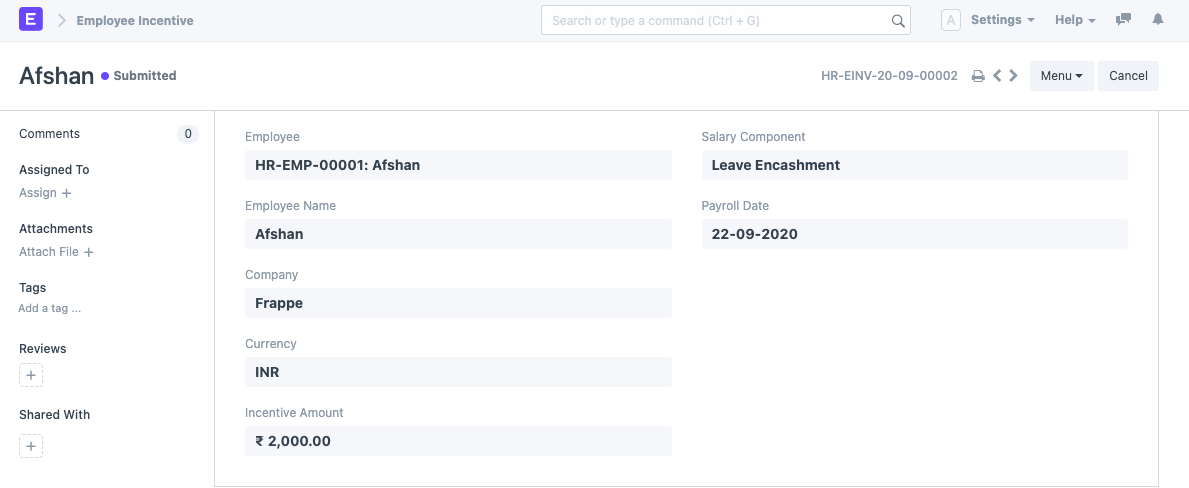 E Employee Incentive Search or type a command (Ctrl + G) A Settings Help
Afshan Submitted HR-EINV-20-09-00002 Menu Cancel
Comments 0
Assigned To
Assign +
Attachments
Attach File +
Tags
Add a tag ...
Reviews
+
Shared With
+
Employee
HR-EMP-00001: Afshan
Employee Name
Afshan
Company
Frappe
Currency
INR
Incentive Amount
₹ 2,000.00
Salary Component
Leave Encashment
Payroll Date
22-09-2020